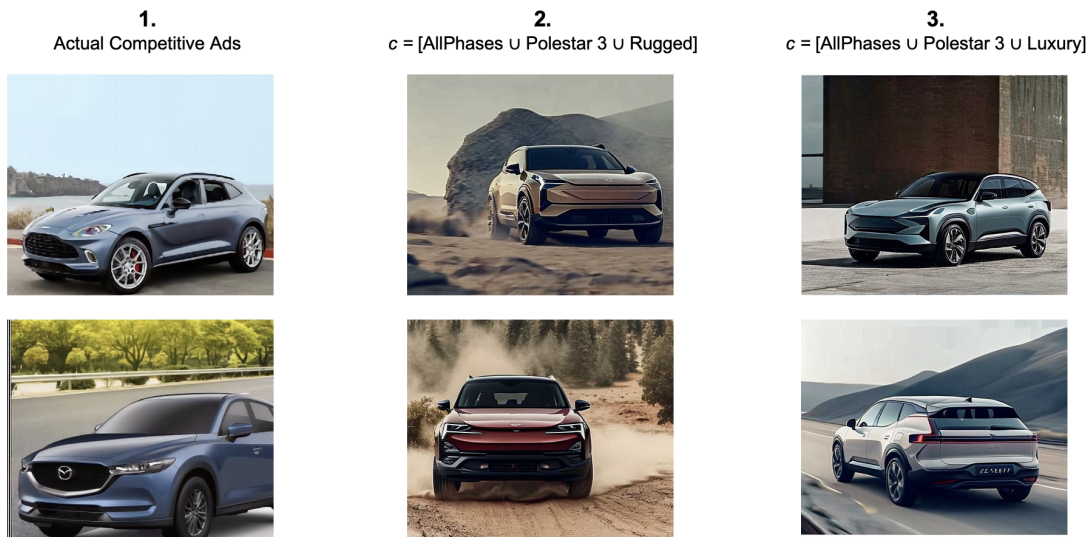 1.
Actual Competitive Ads
2.
c = [AllPhases ∪ Polestar 3 ∪ Rugged]
3.
c = [AllPhases ∪ Polestar 3 ∪ Luxury]